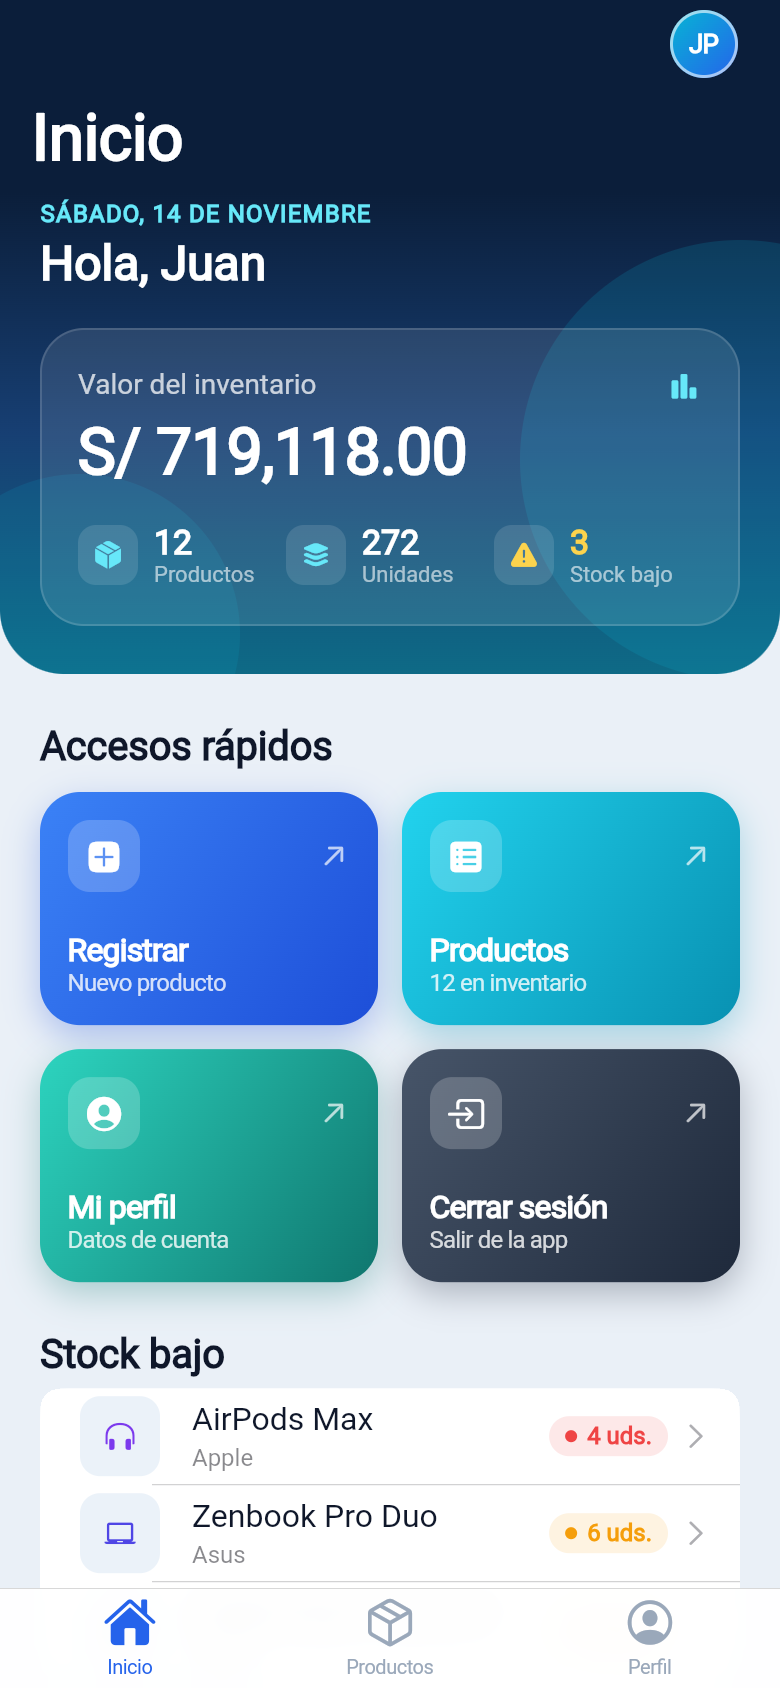 JP
Inicio
SÁBADO, 14 DE NOVIEMBRE
Hola, Juan
Valor del inventario
S/ 719,118.00
12
Productos
272
Unidades
3
Stock bajo
Accesos rápidos
Registrar
Nuevo producto
Productos
12 en inventario
Mi perfil
Datos de cuenta
Cerrar sesión
Salir de la app
Stock bajo
AirPods Max
Apple
4 uds.
Zenbook Pro Duo
Asus
6 uds.
Inicio
Productos
Perfil